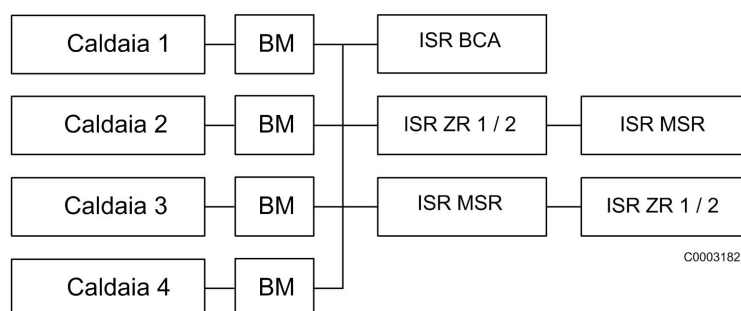 Caldaia 1
BM
ISR BCA
Caldaia 2
BM
ISR ZR 1 / 2
ISR MSR
Caldaia 3
BM
ISR MSR
ISR ZR 1 / 2
C0003182
Caldaia 4
BM